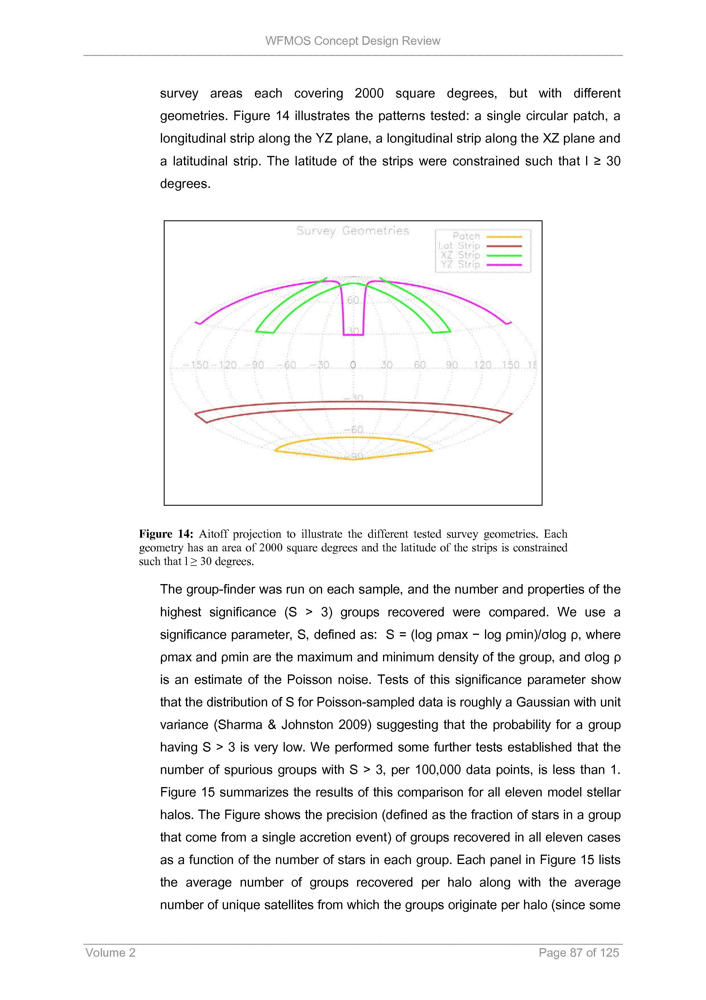 WFMOS Concept Design Review
survey areas each covering 2000 square degrees, but with different
geometries. Figure 14 illustrates the patterns tested: a single circular patch, a
longitudinal strip along the YZ plane, a longitudinal strip along the XZ plane and
a latitudinal strip. The latitude of the strips were constrained such that l ≥ 30
degrees.
Survey Geometries
Patch
Lat Strip
XZ Strip
YZ Strip
60
30
-150 -120 -90 -60 -30 0 30 60 90 120 150 18
-30
-60
-90
Figure 14: Aitoff projection to illustrate the different tested survey geometries. Each
geometry has an area of 2000 square degrees and the latitude of the strips is constrained
such that l ≥ 30 degrees.
The group-finder was run on each sample, and the number and properties of the
highest significance (S > 3) groups recovered were compared. We use a
significance parameter, S, defined as: S = (log ρmax − log ρmin)/σlog ρ, where
ρmax and ρmin are the maximum and minimum density of the group, and σlog ρ
is an estimate of the Poisson noise. Tests of this significance parameter show
that the distribution of S for Poisson-sampled data is roughly a Gaussian with unit
variance (Sharma & Johnston 2009) suggesting that the probability for a group
having S > 3 is very low. We performed some further tests established that the
number of spurious groups with S > 3, per 100,000 data points, is less than 1.
Figure 15 summarizes the results of this comparison for all eleven model stellar
halos. The Figure shows the precision (defined as the fraction of stars in a group
that come from a single accretion event) of groups recovered in all eleven cases
as a function of the number of stars in each group. Each panel in Figure 15 lists
the average number of groups recovered per halo along with the average
number of unique satellites from which the groups originate per halo (since some
Volume 2
Page 87 of 125